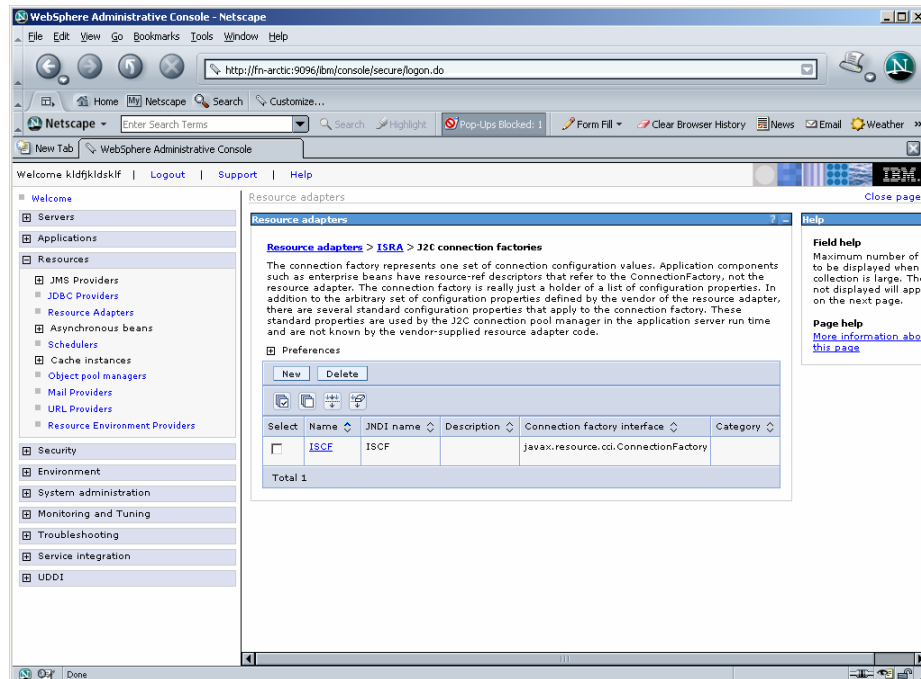 WebSphere Administrative Console - Netscape
File Edit View Go Bookmarks Tools Window Help
http://fn-arctic:9096/ibm/console/secure/logon.do
Home My Netscape Search Customize...
Netscape Enter Search Terms Search Highlight Pop-Ups Blocked: 1 Form Fill Clear Browser History News Email Weather
New Tab WebSphere Administrative Console
Welcome kldfjkldsklf | Logout | Support | Help IBM.
Welcome
Servers
Applications
Resources
JMS Providers
JDBC Providers
Resource Adapters
Asynchronous beans
Schedulers
Cache instances
Object pool managers
Mail Providers
URL Providers
Resource Environment Providers
Security
Environment
System administration
Monitoring and Tuning
Troubleshooting
Service integration
UDDI
Resource adapters Close page
Resource adapters ? -
Resource adapters > ISRA > J2C connection factories
The connection factory represents one set of connection configuration values. Application components
such as enterprise beans have resource-ref descriptors that refer to the ConnectionFactory, not the
resource adapter. The connection factory is really just a holder of a list of configuration properties. In
addition to the arbitrary set of configuration properties defined by the vendor of the resource adapter,
there are several standard configuration properties that apply to the connection factory. These
standard properties are used by the J2C connection pool manager in the application server run time
and are not known by the vendor-supplied resource adapter code.
Preferences
New Delete
Select Name JNDI name Description Connection factory interface Category
ISCF ISCF javax.resource.cci.ConnectionFactory
Total 1
Help
Field help
Maximum number of
to be displayed when
collection is large. The
not displayed will app
on the next page.
Page help
More information abo
this page
Done